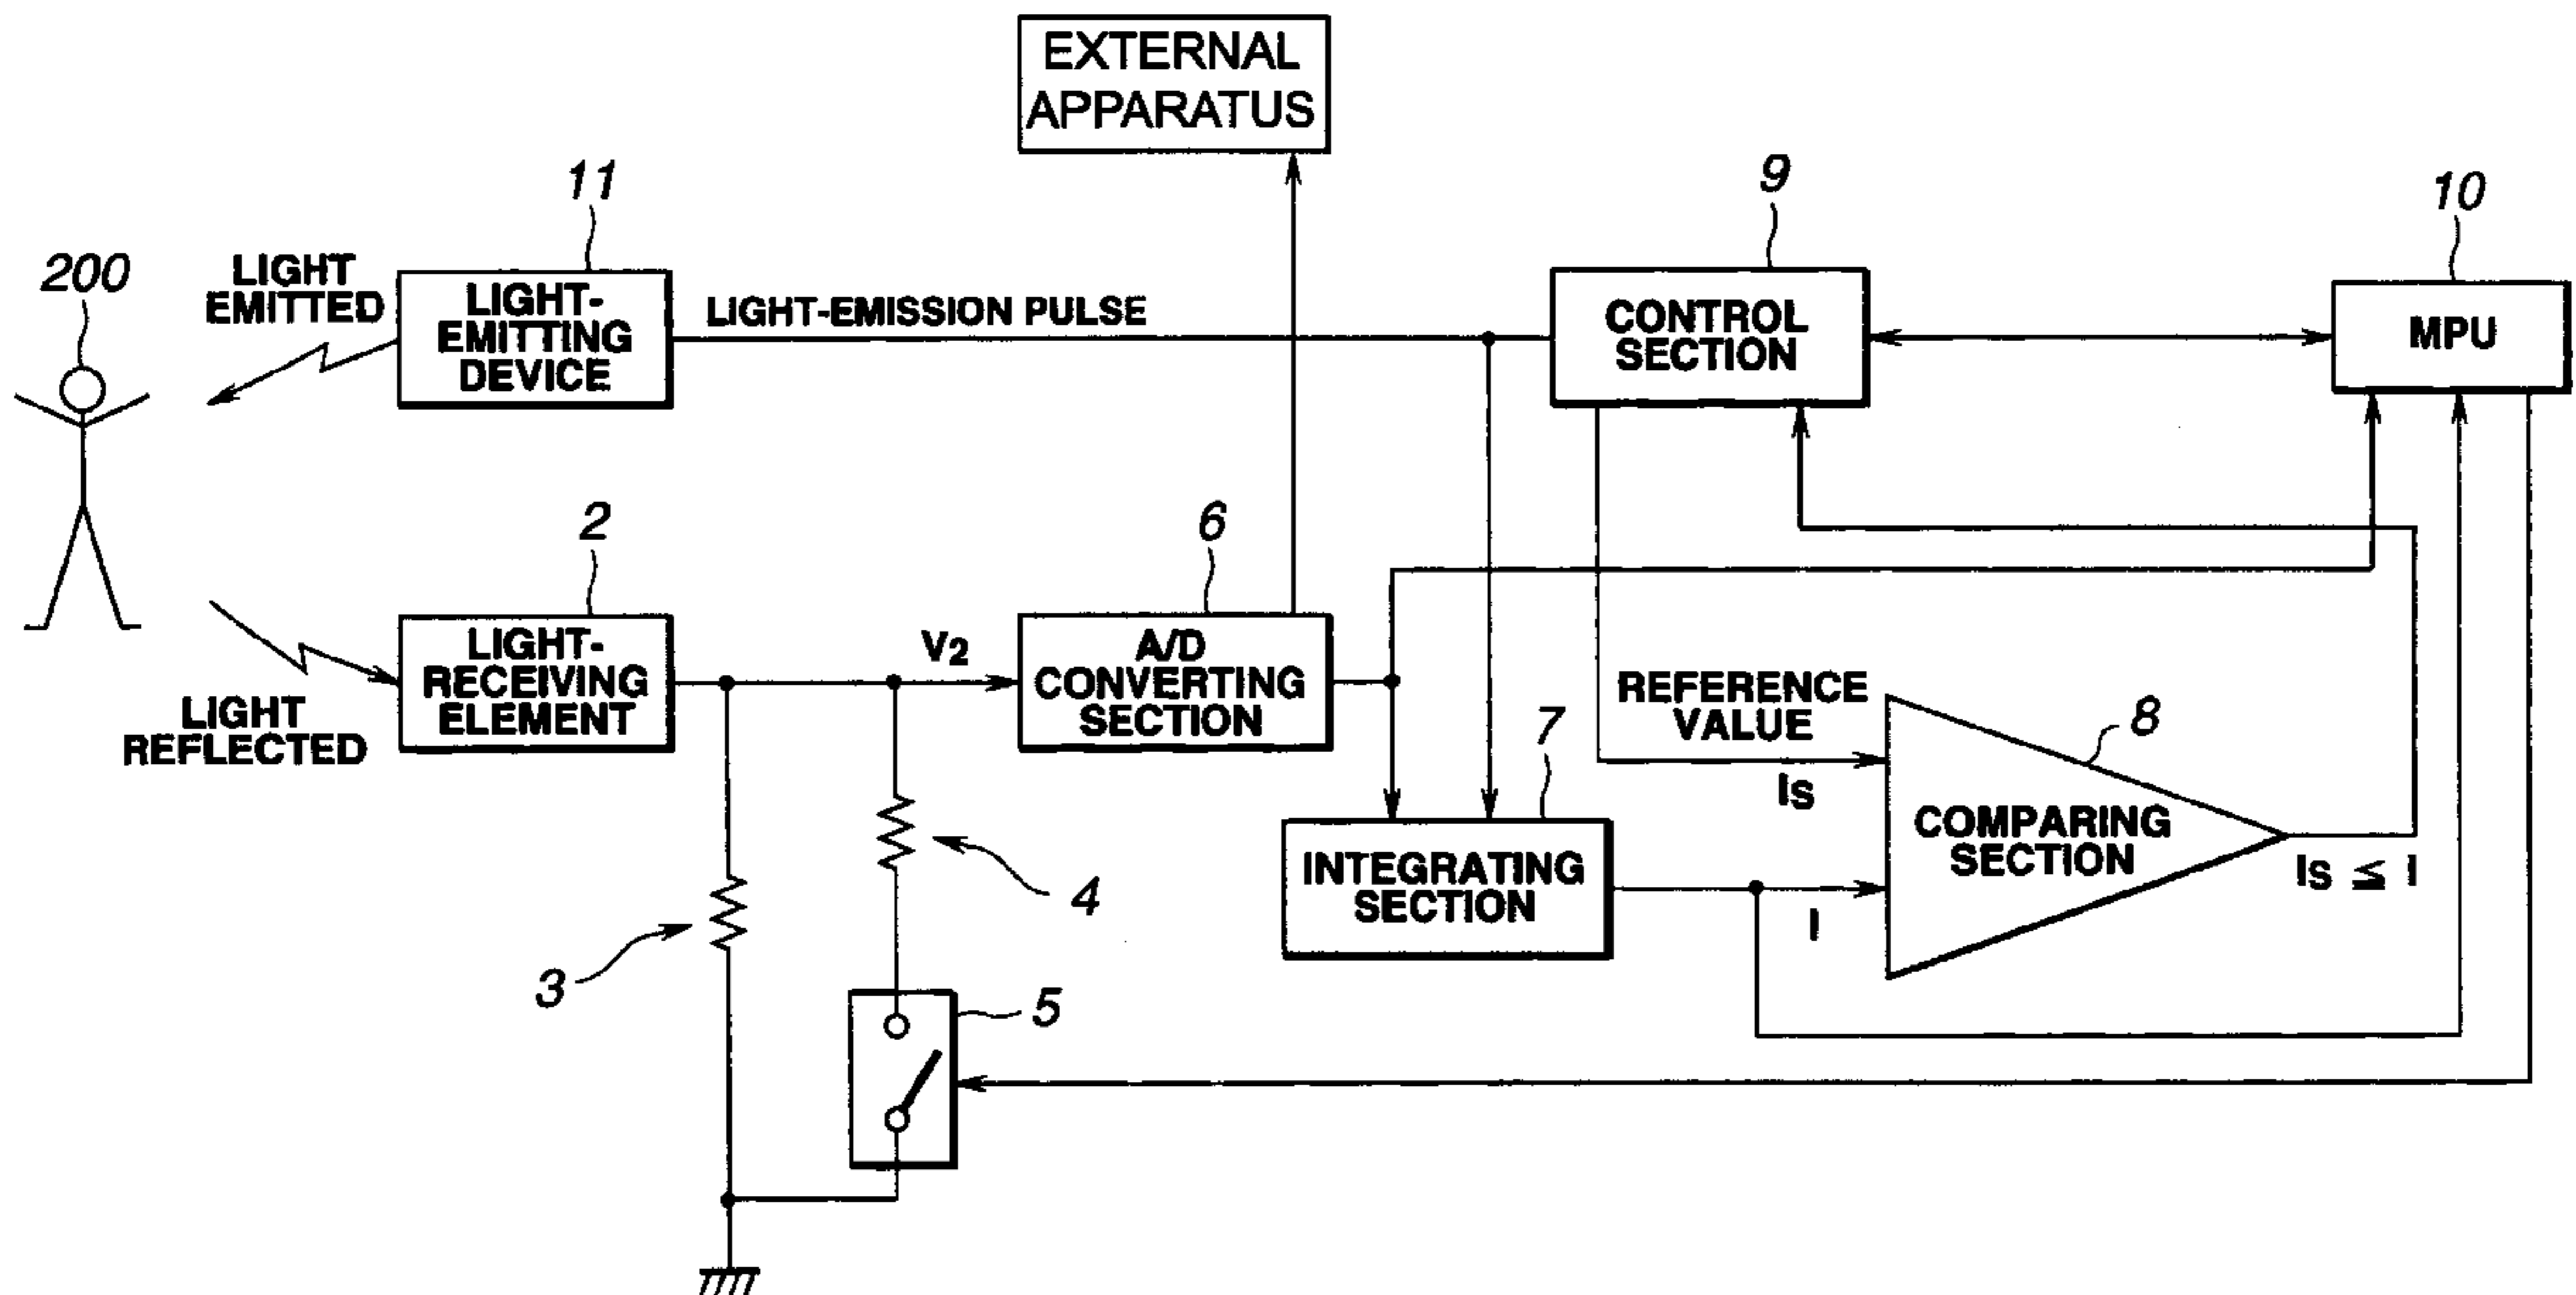 EXTERNAL
APPARATUS
11
9
10
200
LIGHT
EMITTED
LIGHT-
EMITTING
DEVICE
LIGHT-EMISSION PULSE
CONTROL
SECTION
MPU
2
6
LIGHT-
RECEIVING
ELEMENT
V2
A/D
CONVERTING
SECTION
LIGHT
REFLECTED
REFERENCE
VALUE
7
8
IS
COMPARING
SECTION
INTEGRATING
SECTION
I
IS ≦ I
4
3
5